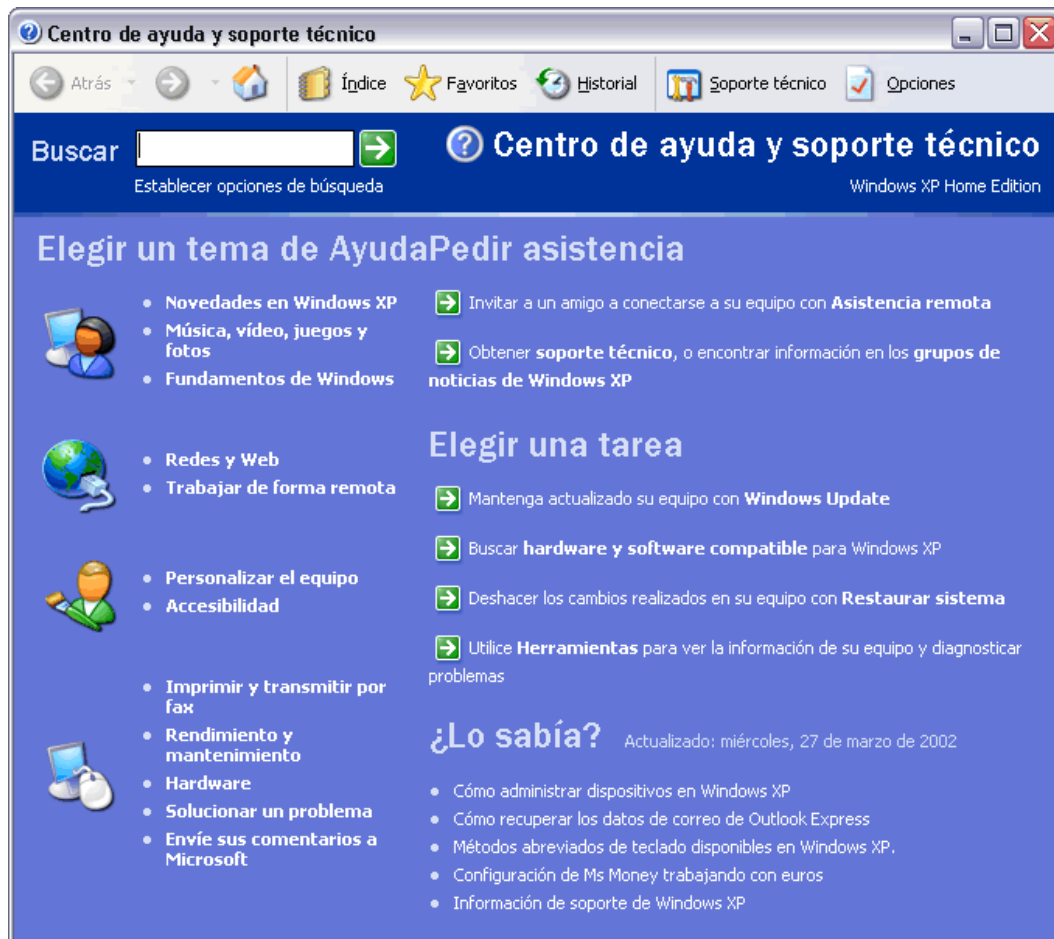 Centro de ayuda y soporte técnico
Atrás
Índice
Favoritos
Historial
Soporte técnico
Opciones
Buscar
Establecer opciones de búsqueda
Centro de ayuda y soporte técnico
Windows XP Home Edition
Elegir un tema de Ayuda
Novedades en Windows XP
Música, vídeo, juegos y
fotos
Fundamentos de Windows
Redes y Web
Trabajar de forma remota
Personalizar el equipo
Accesibilidad
Imprimir y transmitir por
fax
Rendimiento y
mantenimiento
Hardware
Solucionar un problema
Envíe sus comentarios a
Microsoft
Pedir asistencia
Invitar a un amigo a conectarse a su equipo con Asistencia remota
Obtener soporte técnico, o encontrar información en los grupos de
noticias de Windows XP
Elegir una tarea
Mantenga actualizado su equipo con Windows Update
Buscar hardware y software compatible para Windows XP
Deshacer los cambios realizados en su equipo con Restaurar sistema
Utilice Herramientas para ver la información de su equipo y diagnosticar
problemas
¿Lo sabía? Actualizado: miércoles, 27 de marzo de 2002
Cómo administrar dispositivos en Windows XP
Cómo recuperar los datos de correo de Outlook Express
Métodos abreviados de teclado disponibles en Windows XP.
Configuración de Ms Money trabajando con euros
Información de soporte de Windows XP